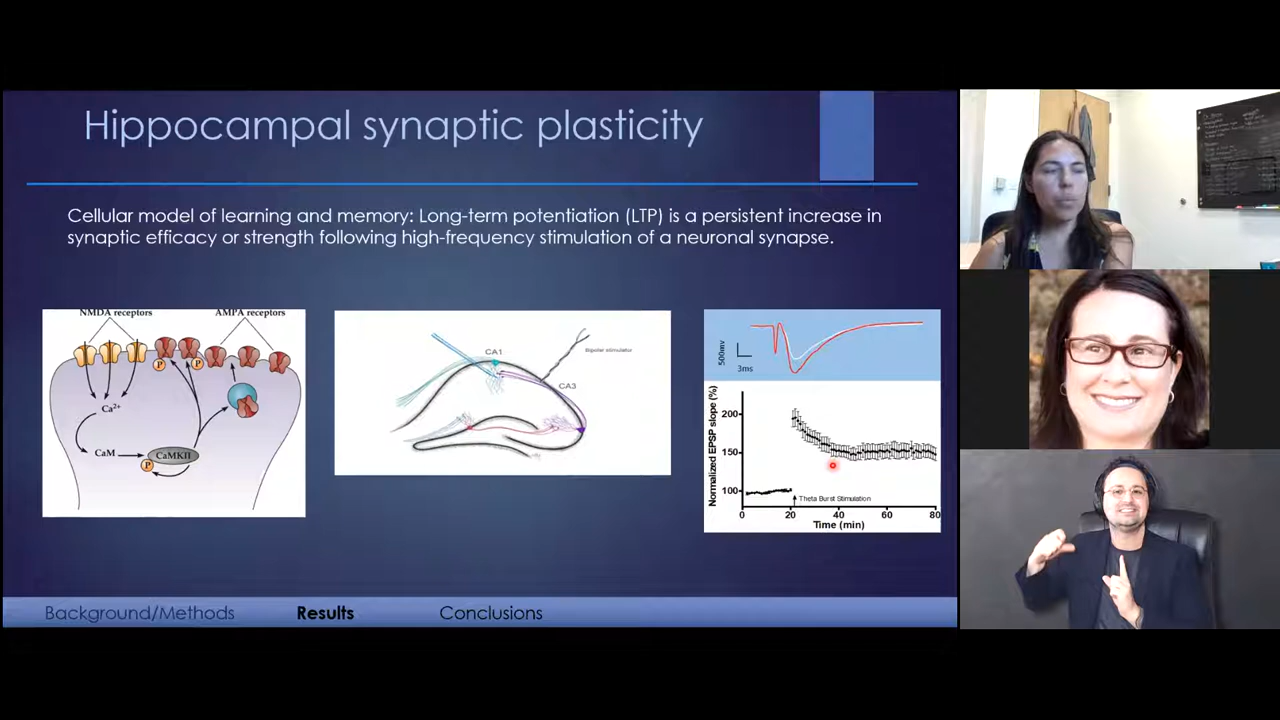 Hippocampal synaptic plasticity
Cellular model of learning and memory: Long-term potentiation (LTP) is a persistent increase in
synaptic efficacy or strength following high-frequency stimulation of a neuronal synapse.
NMDA receptors
AMPA receptors
P
P
Ca²⁺
CaM
CaMKII
P
CA1
Bipolar stimulator
CA3
500mv
3ms
Normalized EPSP slope (%)
200
150
100
Theta Burst Stimulation
0 20 40 60 80
Time (min)
Background/Methods Results Conclusions